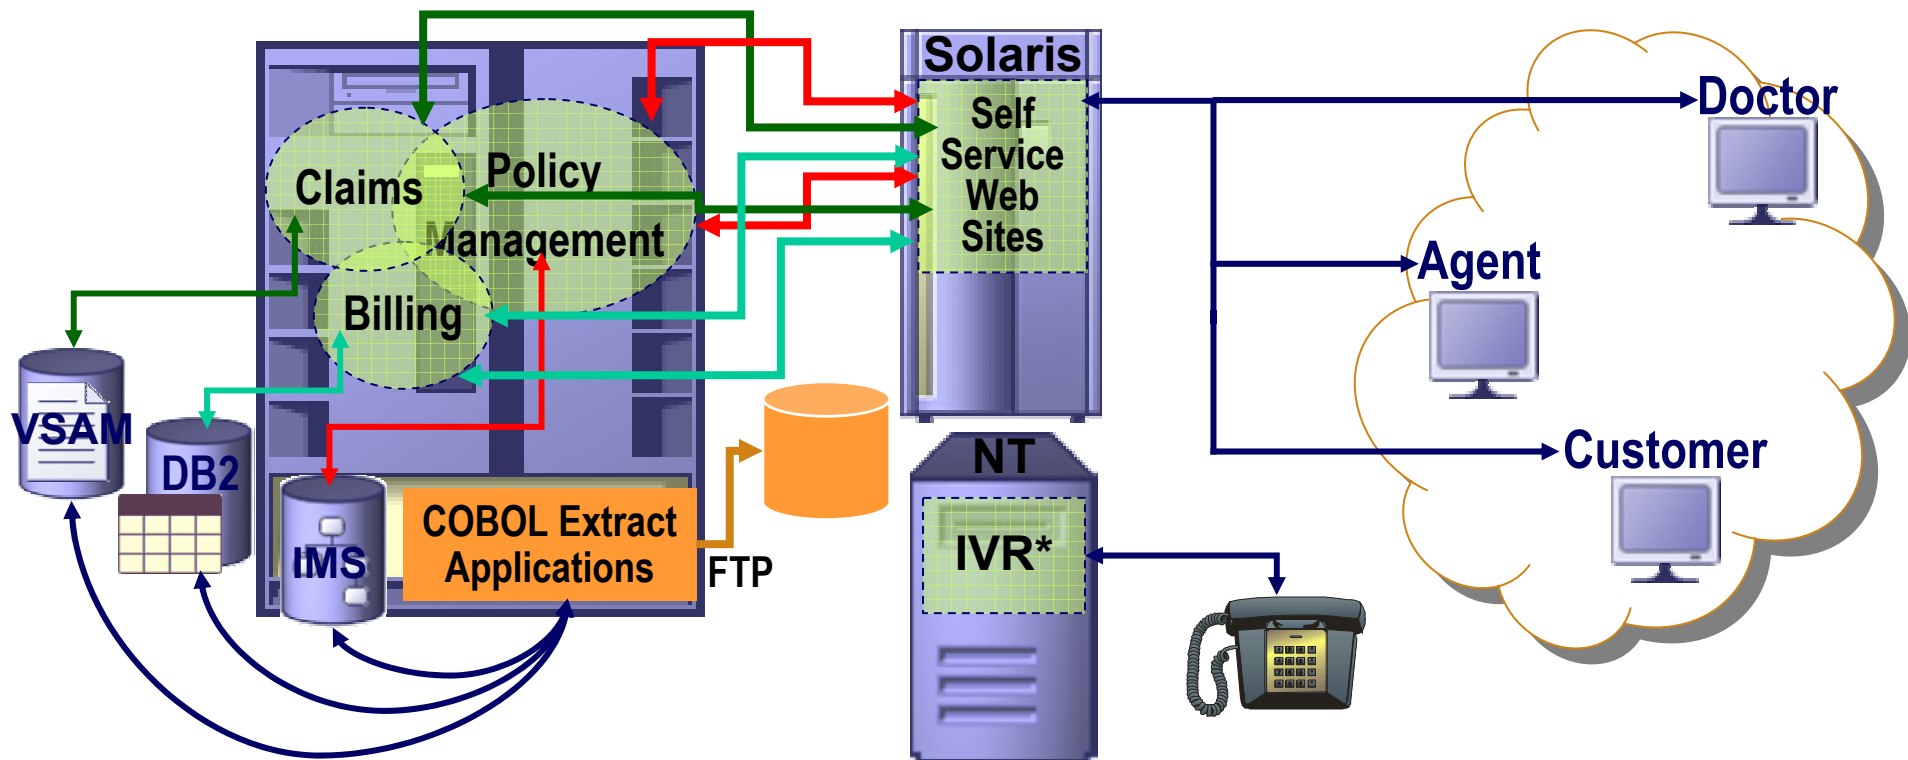 Solaris
Self
Service
Web
Sites
Claims
Policy
Management
Billing
VSAM
DB2
IMS
COBOL Extract
Applications
FTP
NT
IVR*
Doctor
Agent
Customer